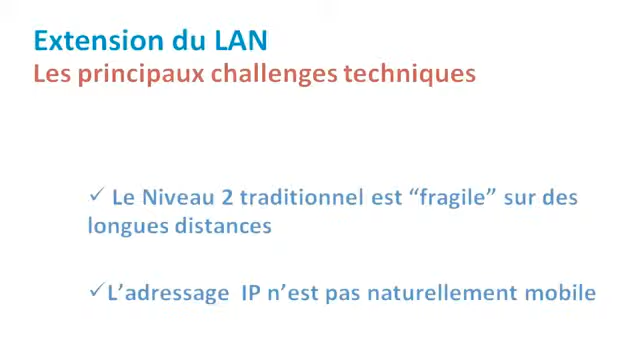 Extension du LAN
Les principaux challenges techniques
✓ Le Niveau 2 traditionnel est “fragile” sur des
longues distances
✓L’adressage IP n’est pas naturellement mobile